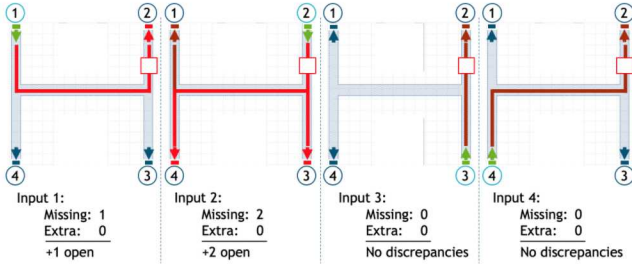 1 2 1 2 1 2 1 2
4 3 4 3 4 3 4 3
Input 1:
Missing: 1
Extra: 0
+1 open
Input 2:
Missing: 2
Extra: 0
+2 open
Input 3:
Missing: 0
Extra: 0
No discrepancies
Input 4:
Missing: 0
Extra: 0
No discrepancies